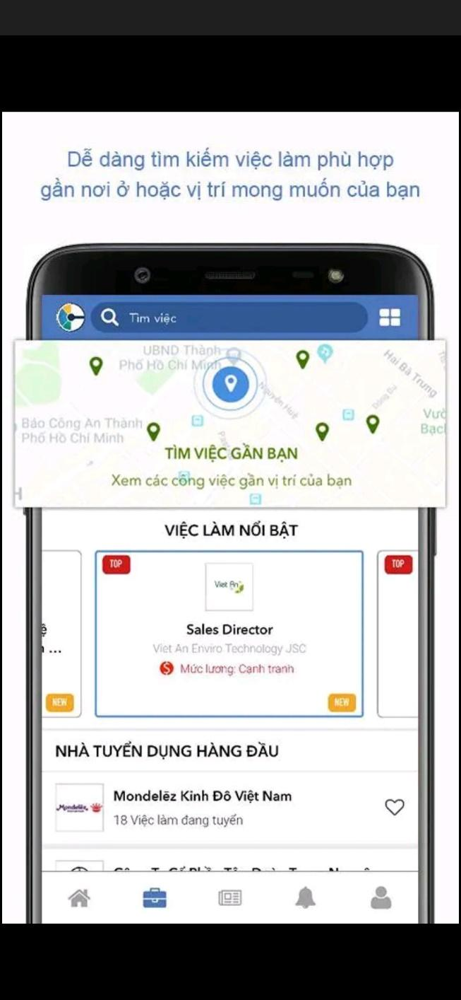 Dễ dàng tìm kiếm việc làm phù hợp
gần nơi ở hoặc vị trí mong muốn của bạn
Tìm việc
UBND Thành
Phố Hồ Chí Minh
Hai Bà Trưng
Nguyễn Huệ
Đông Du
Báo Công An Thành
Phố Hồ Chí Minh
Vườ
Bạch
TÌM VIỆC GẦN BẠN
Xem các công việc gần vị trí của bạn
VIỆC LÀM NỔI BẬT
TOP
TOP
Viet An
Sales Director
Viet An Enviro Technology JSC
Mức lương: Cạnh tranh
NEW
NEW
NHÀ TUYỂN DỤNG HÀNG ĐẦU
Mondelēz
Mondelēz Kinh Đô Việt Nam
18 Việc làm đang tuyển